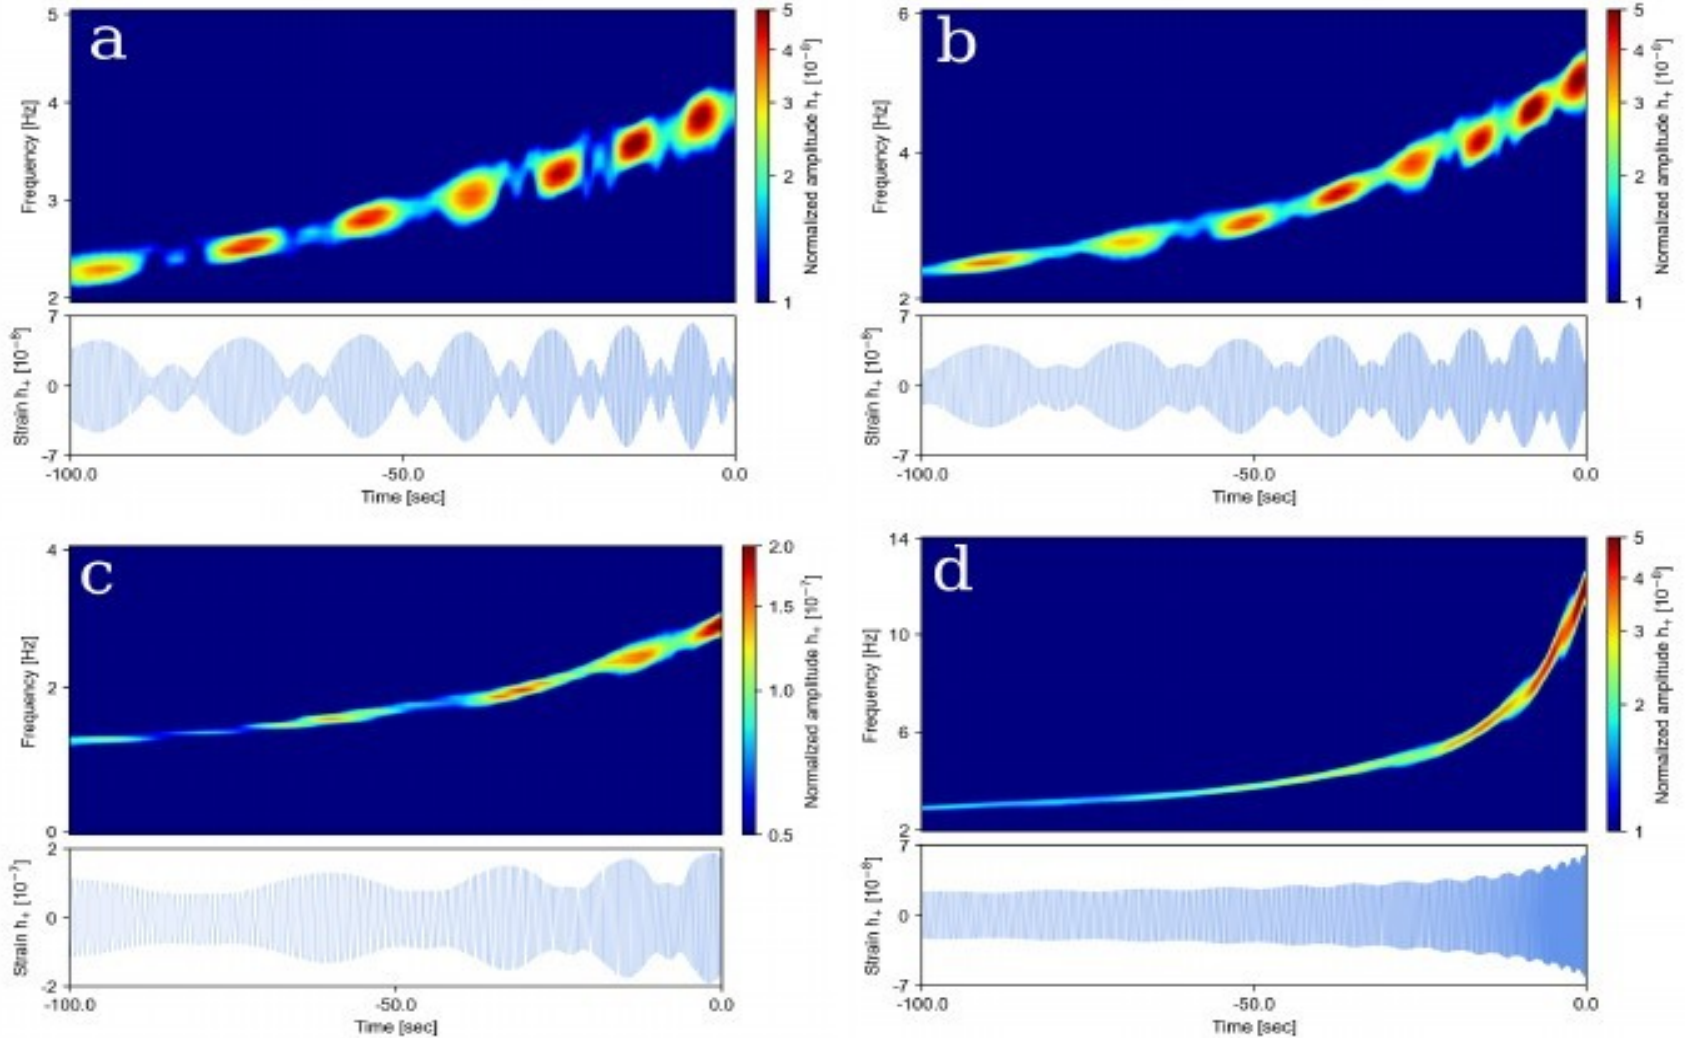 a
5
4
3
2
Frequency [Hz]
5
4
3
2
1
Normalized amplitude h₊ [10⁻⁸]
7
0
-7
Strain h₊ [10⁻⁸]
-100.0 -50.0 0.0
Time [sec]
b
6
4
2
Frequency [Hz]
5
4
3
2
1
Normalized amplitude h₊ [10⁻⁸]
7
0
-7
Strain h₊ [10⁻⁸]
-100.0 -50.0 0.0
Time [sec]
c
4
2
0
Frequency [Hz]
2.0
1.5
1.0
0.5
Normalized amplitude h₊ [10⁻⁷]
2
0
-2
Strain h₊ [10⁻⁷]
-100.0 -50.0 0.0
Time [sec]
d
14
10
6
2
Frequency [Hz]
5
4
3
2
1
Normalized amplitude h₊ [10⁻⁸]
7
0
-7
Strain h₊ [10⁻⁸]
-100.0 -50.0 0.0
Time [sec]